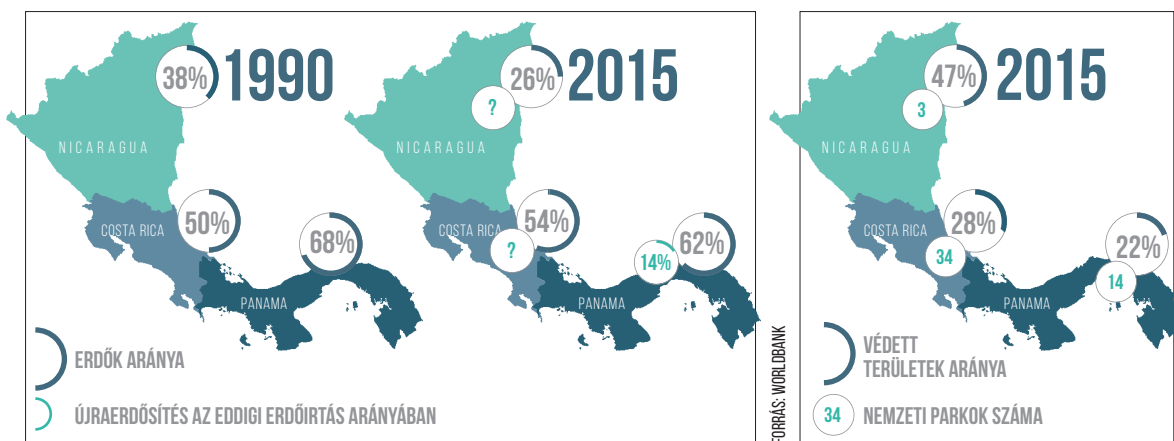 38%
1990
NICARAGUA
50%
COSTA RICA
68%
PANAMA
26%
2015
?
NICARAGUA
54%
COSTA RICA
?
14%
62%
PANAMA
ERDŐK ARÁNYA
ÚJRAERDŐSÍTÉS AZ EDDIGI ERDŐIRTÁS ARÁNYÁBAN
FORRÁS: WORLDBANK
47%
2015
3
NICARAGUA
28%
COSTA RICA
34
22%
14
PANAMA
VÉDETT
TERÜLETEK ARÁNYA
34
NEMZETI PARKOK SZÁMA